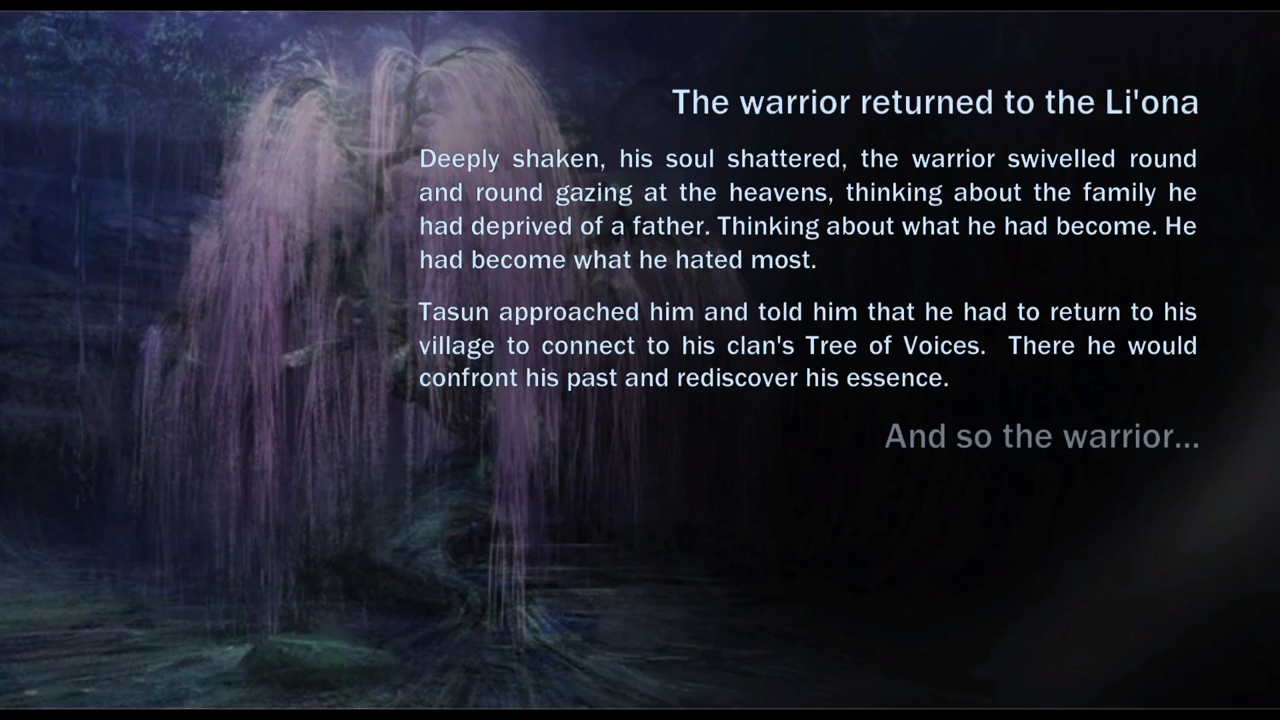 The warrior returned to the Li'ona
Deeply shaken, his soul shattered, the warrior swivelled round
and round gazing at the heavens, thinking about the family he
had deprived of a father. Thinking about what he had become. He
had become what he hated most.
Tasun approached him and told him that he had to return to his
village to connect to his clan's Tree of Voices.  There he would
confront his past and rediscover his essence.
And so the warrior...